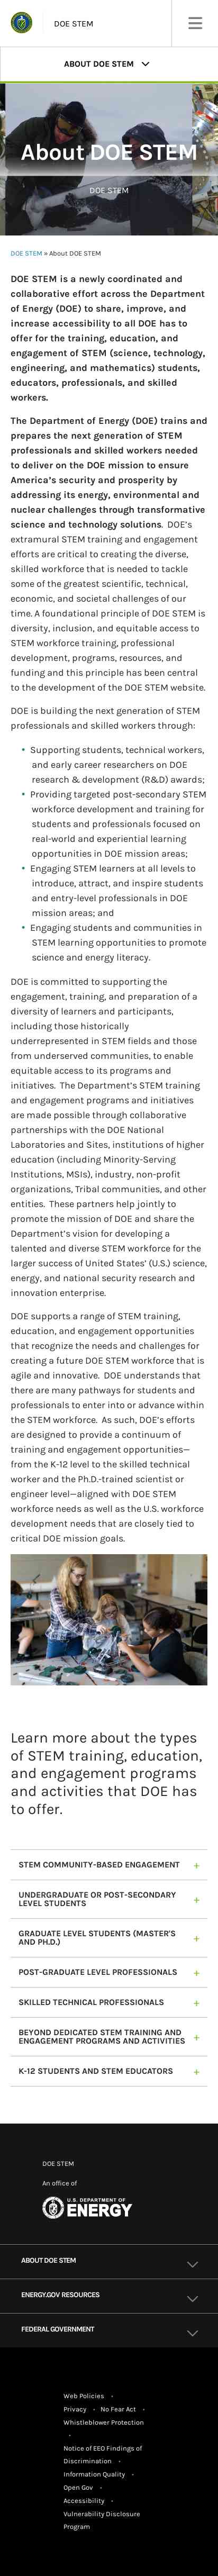 DOE STEM
ABOUT DOE STEM
About DOE STEM
DOE STEM
DOE STEM » About DOE STEM
DOE STEM is a newly coordinated and
collaborative effort across the Department
of Energy (DOE) to share, improve, and
increase accessibility to all DOE has to
offer for the training, education, and
engagement of STEM (science, technology,
engineering, and mathematics) students,
educators, professionals, and skilled
workers.
The Department of Energy (DOE) trains and
prepares the next generation of STEM
professionals and skilled workers needed
to deliver on the DOE mission to ensure
America's security and prosperity by
addressing its energy, environmental and
nuclear challenges through transformative
science and technology solutions. DOE's
extramural STEM training and engagement
efforts are critical to creating the diverse,
skilled workforce that is needed to tackle
some of the greatest scientific, technical,
economic, and societal challenges of our
time. A foundational principle of DOE STEM is
diversity, inclusion, and equitable access to
STEM workforce training, professional
development, programs, resources, and
funding and this principle has been central
to the development of the DOE STEM website.
DOE is building the next generation of STEM
professionals and skilled workers through:
• Supporting students, technical workers,
and early career researchers on DOE
research & development (R&D) awards;
• Providing targeted post-secondary STEM
workforce development and training for
students and professionals focused on
real-world and experiential learning
opportunities in DOE mission areas;
• Engaging STEM learners at all levels to
introduce, attract, and inspire students
and entry-level professionals in DOE
mission areas; and
• Engaging students and communities in
STEM learning opportunities to promote
science and energy literacy.
DOE is committed to supporting the
engagement, training, and preparation of a
diversity of learners and participants,
including those historically
underrepresented in STEM fields and those
from underserved communities, to enable
equitable access to its programs and
initiatives. The Department's STEM training
and engagement programs and initiatives
are made possible through collaborative
partnerships with the DOE National
Laboratories and Sites, institutions of higher
education (including Minority-Serving
Institutions, MSIs), industry, non-profit
organizations, Tribal communities, and other
entities. These partners help jointly to
promote the mission of DOE and share the
Department's vision for developing a
talented and diverse STEM workforce for the
larger success of United States' (U.S.) science,
energy, and national security research and
innovation enterprise.
DOE supports a range of STEM training,
education, and engagement opportunities
that recognize the needs and challenges for
creating a future DOE STEM workforce that is
agile and innovative. DOE understands that
there are many pathways for students and
professionals to enter into or advance within
the STEM workforce. As such, DOE's efforts
are designed to provide a continuum of
training and engagement opportunities—
from the K-12 level to the skilled technical
worker and the Ph.D.-trained scientist or
engineer level—aligned with DOE STEM
workforce needs as well as the U.S. workforce
development needs that are closely tied to
critical DOE mission goals.
Learn more about the types
of STEM training, education,
and engagement programs
and activities that DOE has
to offer.
STEM COMMUNITY-BASED ENGAGEMENT +
UNDERGRADUATE OR POST-SECONDARY
LEVEL STUDENTS +
GRADUATE LEVEL STUDENTS (MASTER'S
AND PH.D.) +
POST-GRADUATE LEVEL PROFESSIONALS +
SKILLED TECHNICAL PROFESSIONALS +
BEYOND DEDICATED STEM TRAINING AND
ENGAGEMENT PROGRAMS AND ACTIVITIES +
K-12 STUDENTS AND STEM EDUCATORS +
DOE STEM
An office of
U.S. DEPARTMENT OF
ENERGY
ABOUT DOE STEM
ENERGY.GOV RESOURCES
FEDERAL GOVERNMENT
Web Policies •
Privacy • No Fear Act •
Whistleblower Protection
•
Notice of EEO Findings of
Discrimination •
Information Quality •
Open Gov •
Accessibility •
Vulnerability Disclosure
Program